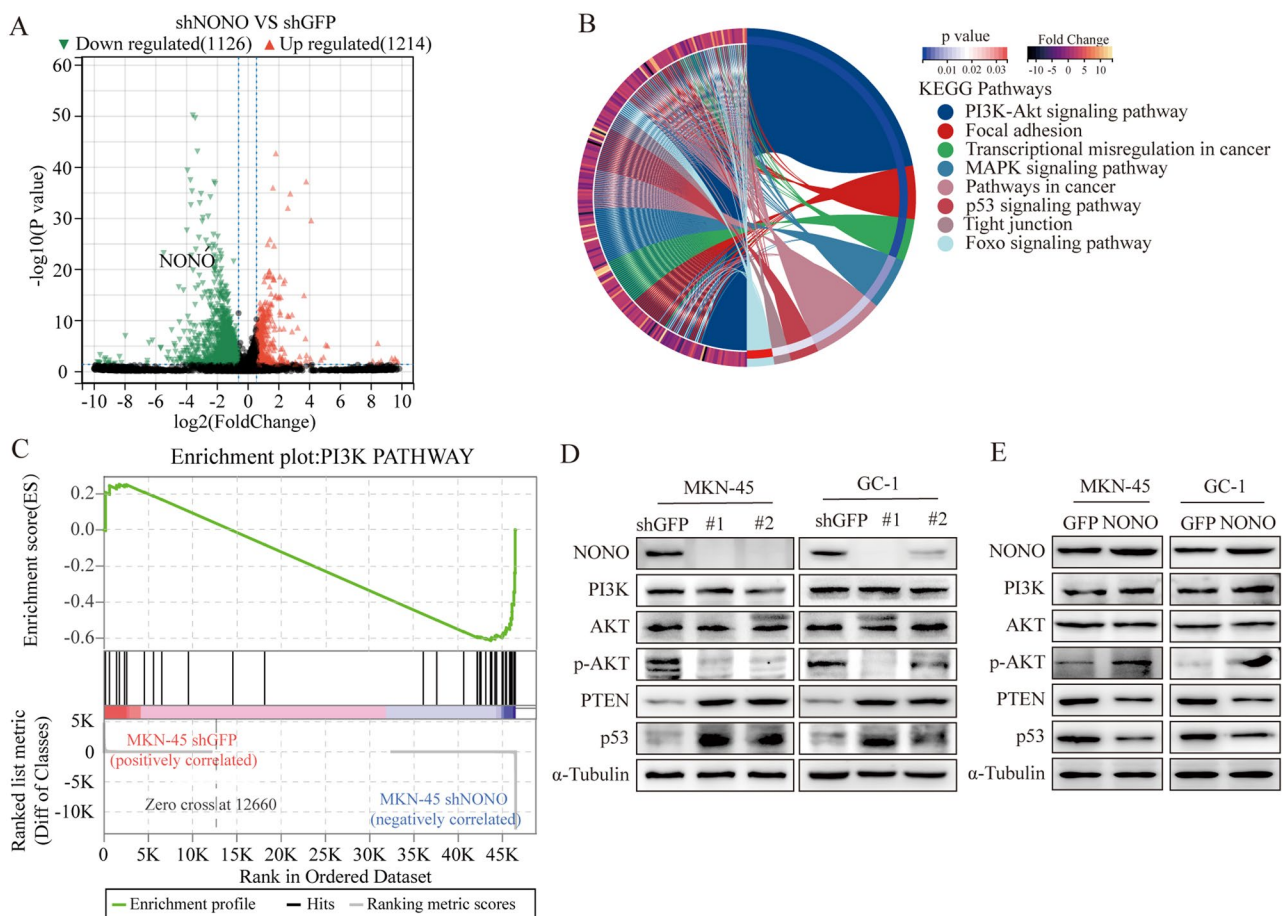 A
shNONO VS shGFP
Down regulated(1126) Up regulated(1214)
60
50
40
30
20
10
0
-log10(P value)
NONO
-10 -8 -6 -4 -2 0 2 4 6 8 10
log2(FoldChange)
B
p value
0.01 0.02 0.03
Fold Change
-10 -5 0 5 10
KEGG Pathways
PI3K-Akt signaling pathway
Focal adhesion
Transcriptional misregulation in cancer
MAPK signaling pathway
Pathways in cancer
p53 signaling pathway
Tight junction
Foxo signaling pathway
C
Enrichment plot:PI3K PATHWAY
Enrichment score(ES)
0.2
0.0
-0.2
-0.4
-0.6
Ranked list metric
(Diff of Classes)
5K
0
-5K
-10K
MKN-45 shGFP
(positively correlated)
Zero cross at 12660
MKN-45 shNONO
(negatively correlated)
0 5K 10K 15K 20K 25K 30K 35K 40K 45K
Rank in Ordered Dataset
Enrichment profile Hits Ranking metric scores
D
MKN-45 GC-1
shGFP #1 #2 shGFP #1 #2
NONO
PI3K
AKT
p-AKT
PTEN
p53
α-Tubulin
E
MKN-45 GC-1
GFP NONO GFP NONO
NONO
PI3K
AKT
p-AKT
PTEN
p53
α-Tubulin